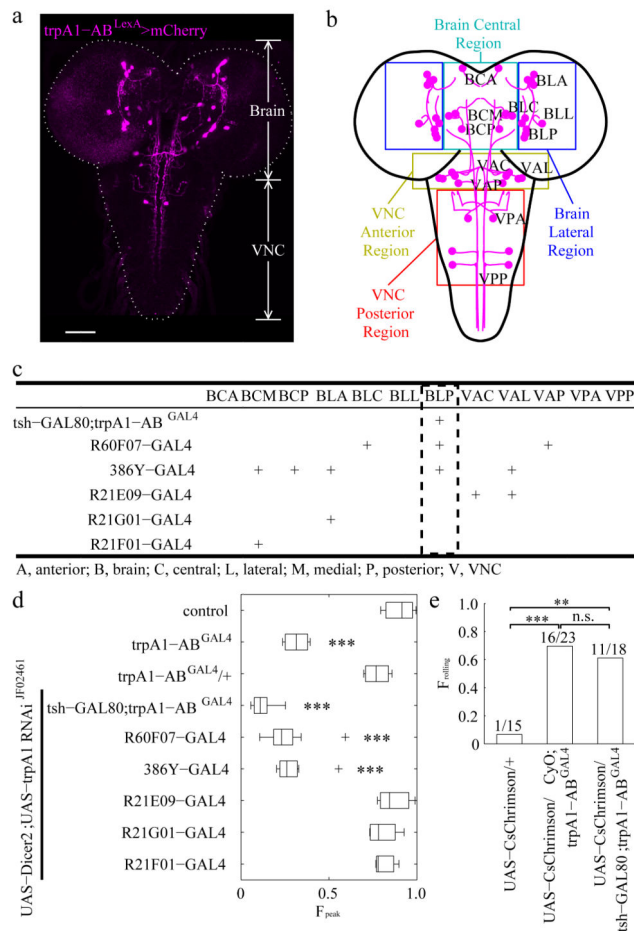 a
trpA1−AB LexA>mCherry
Brain
VNC
b
Brain Central
Region
BCA
BLA
BCM
BLC
BLL
BCP
BLP
VAC
VAL
VAP
VPA
VPP
VNC
Anterior
Region
Brain
Lateral
Region
VNC
Posterior
Region
c
BCA BCM BCP BLA BLC BLL BLP VAC VAL VAP VPA VPP
tsh−GAL80;trpA1−AB GAL4 +
R60F07−GAL4 + + +
386Y−GAL4 + + + + +
R21E09−GAL4 + +
R21G01−GAL4 +
R21F01−GAL4 +
A, anterior; B, brain; C, central; L, lateral; M, medial; P, posterior; V, VNC
d
control
trpA1−AB GAL4 ***
trpA1−AB GAL4/+
tsh−GAL80;trpA1−AB GAL4 ***
R60F07−GAL4 + ***
386Y−GAL4 + ***
R21E09−GAL4
R21G01−GAL4
R21F01−GAL4
UAS−Dicer2 ;UAS−trpA1 RNAi JF02461
0 0.5 1.0
F peak
e
**
*** n.s.
1.0
0.8
0.6
0.4
0.2
0
F rolling
1/15
16/23
11/18
UAS−CsChrimson/+
UAS−CsChrimson/ CyO;
trpA1−AB GAL4
UAS−CsChrimson/
tsh−GAL80 ;trpA1−AB GAL4